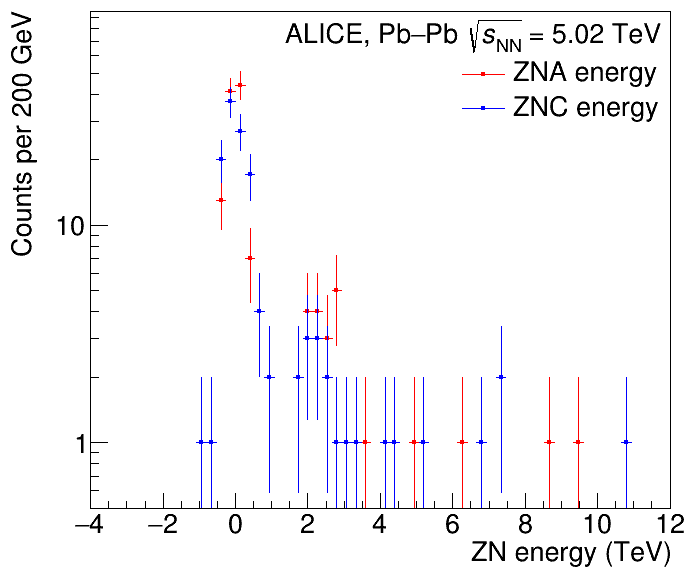 ALICE, Pb–Pb √sNN = 5.02 TeV
ZNA energy
ZNC energy
Counts per 200 GeV
10
1
−4 −2 0 2 4 6 8 10 12
ZN energy (TeV)